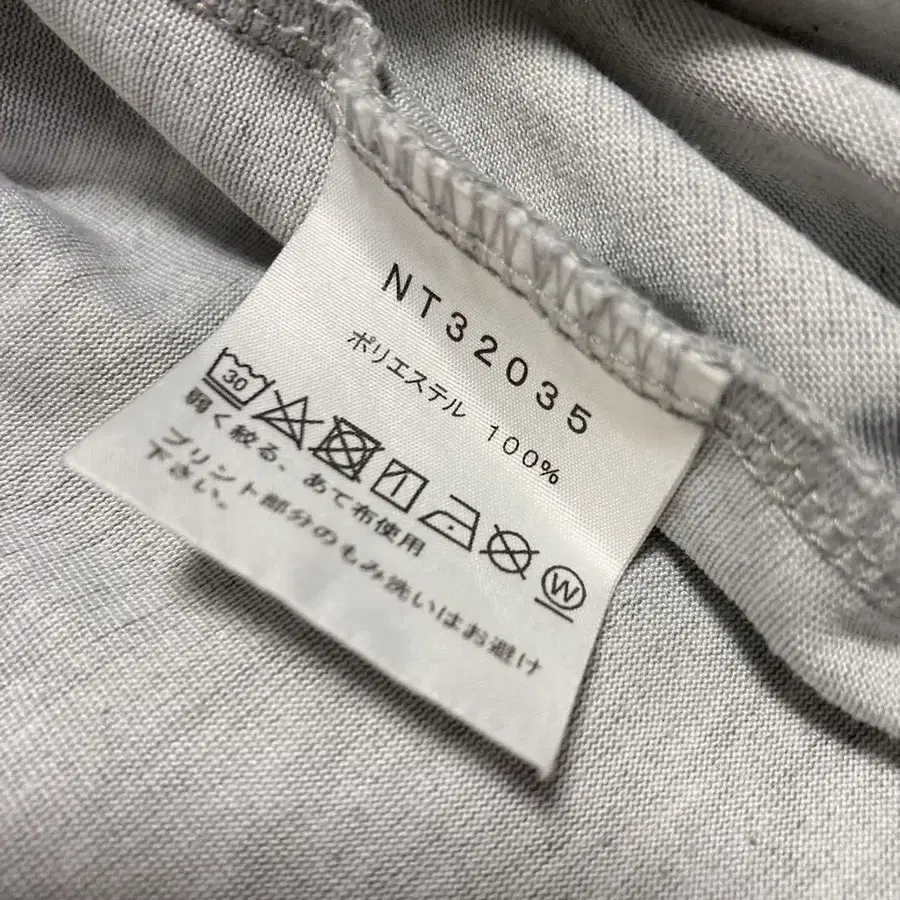 NT32035
ポリエステル 100%
30
W
弱く絞る、あて布使用
プリント部分のもみ洗いはお避け
下さい。